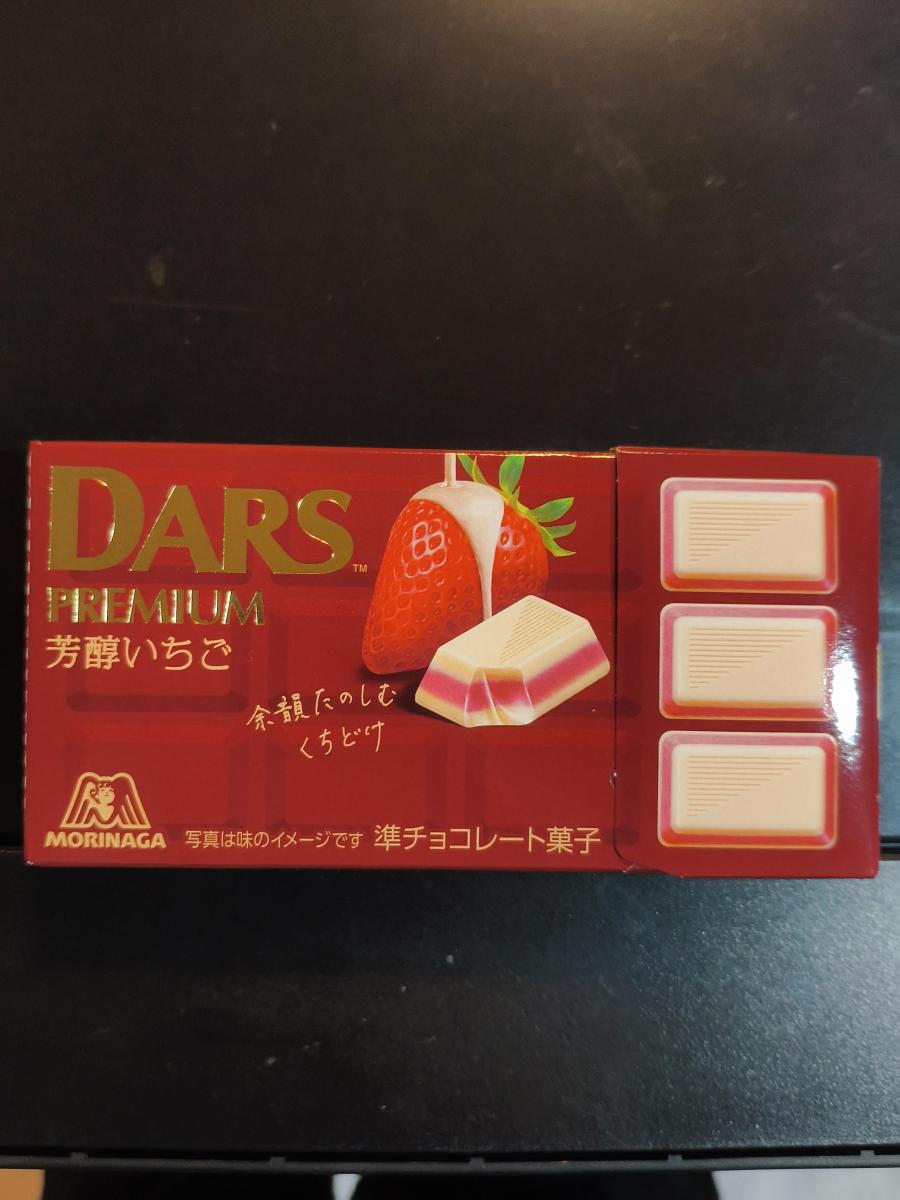 DARS™
PREMIUM
芳醇いちご
余韻たのしむ
くちどけ
MORINAGA
写真は味のイメージです 準チョコレート菓子